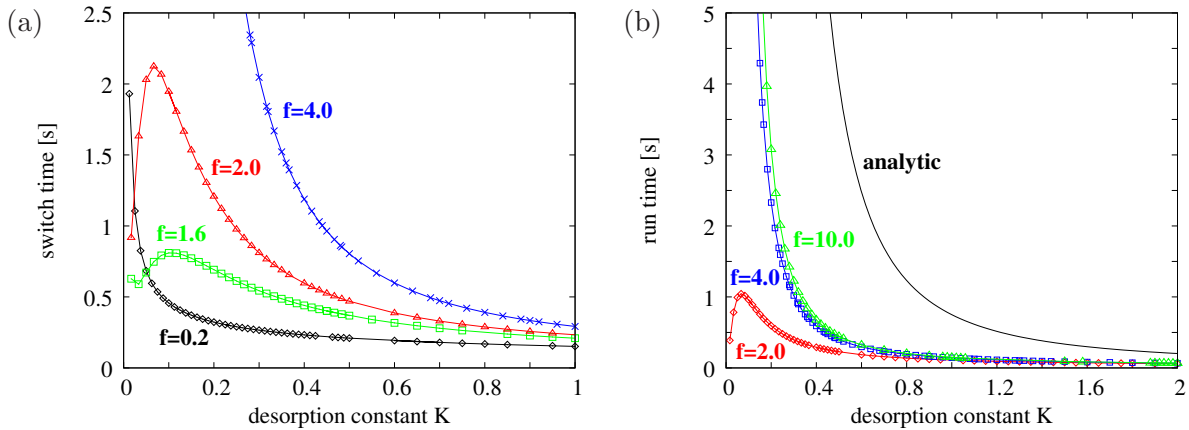 (a)
switch time [s]
2.5
2
1.5
1
0.5
0
f=4.0
f=2.0
f=1.6
f=0.2
0 0.2 0.4 0.6 0.8 1
desorption constant K
(b)
run time [s]
5
4
3
2
1
0
analytic
f=10.0
f=4.0
f=2.0
0 0.4 0.8 1.2 1.6 2
desorption constant K